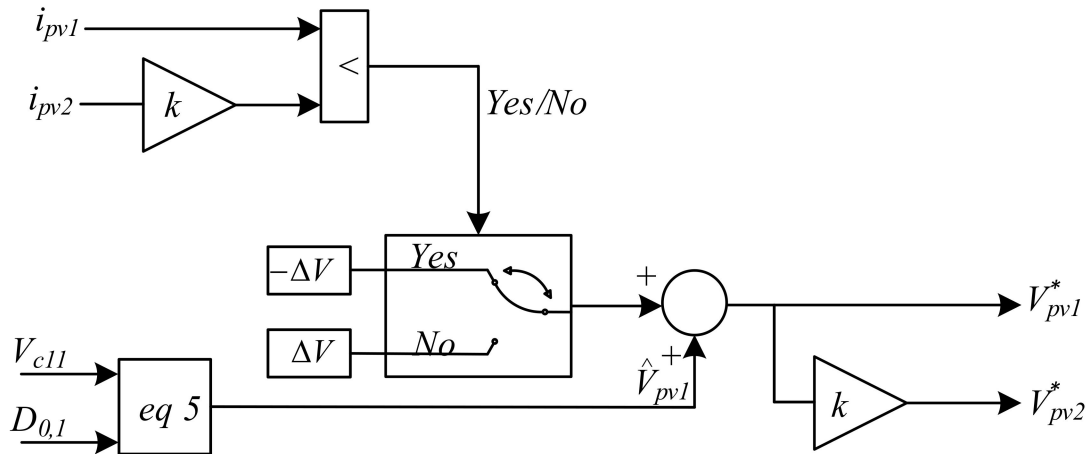 i_pv1
<
i_pv2
k
Yes/No
−ΔV
Yes
+
V*_pv1
ΔV
No
V_c11
V̂_pv1
+
D_0,1
eq 5
k
V*_pv2